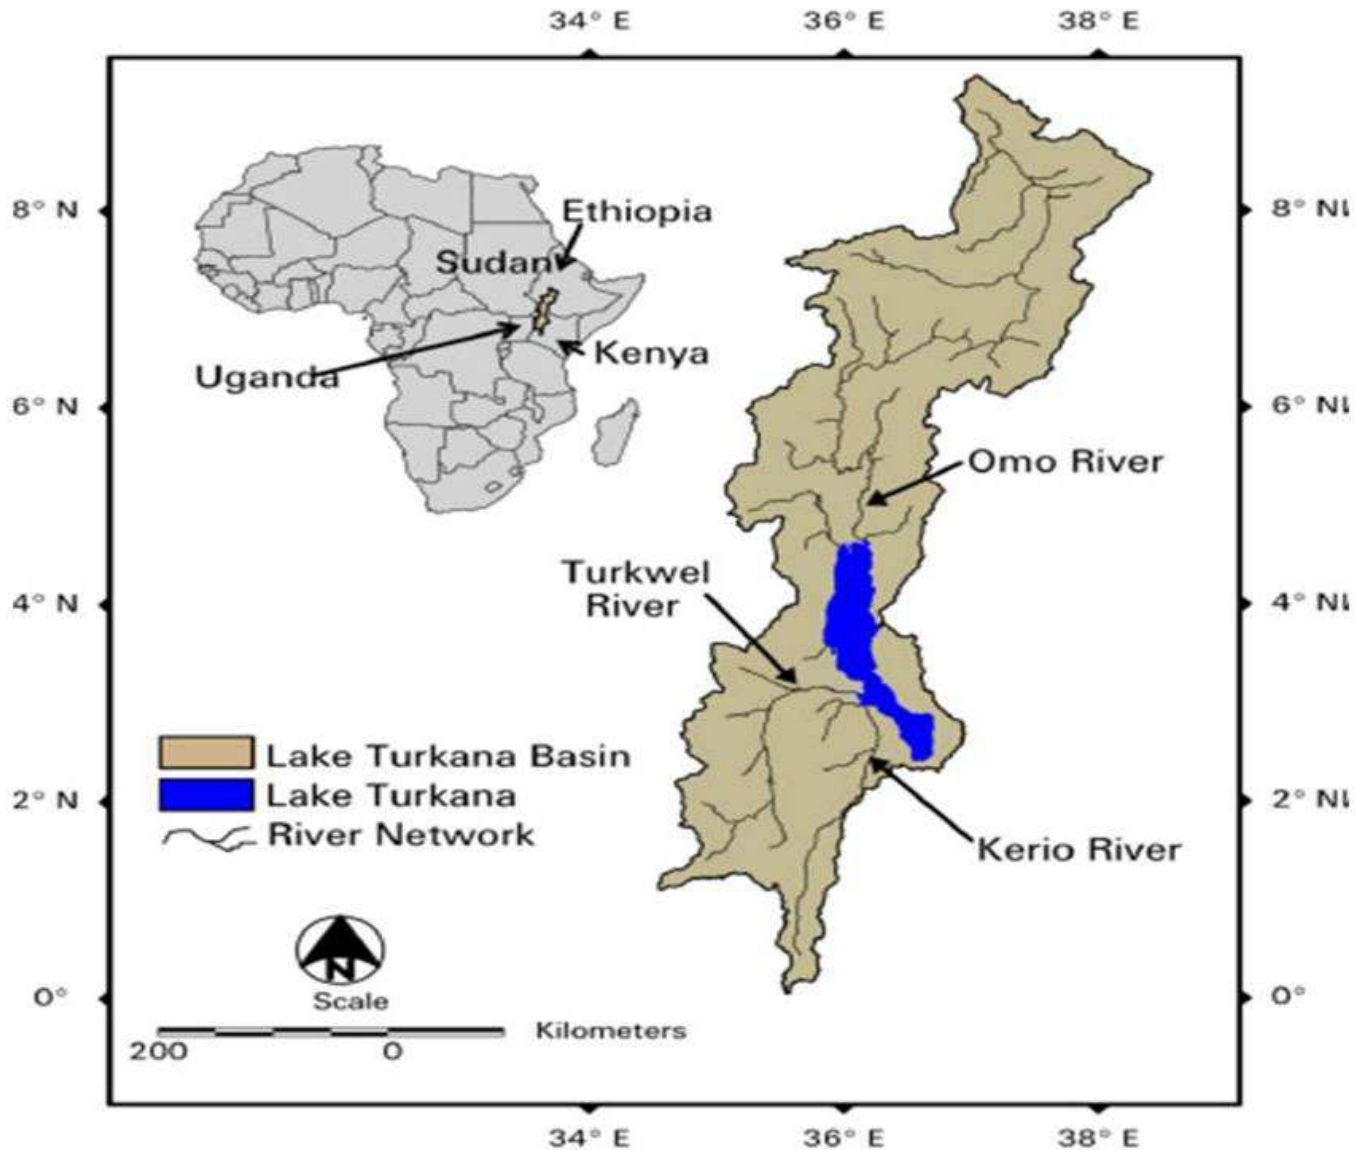 34° E 36° E 38° E
8° N
6° N
4° N
2° N
0°
Ethiopia
Sudan
Kenya
Uganda
Omo River
Turkwel
River
Kerio River
Lake Turkana Basin
Lake Turkana
River Network
N
Scale
Kilometers
200 0
8° N
6° N
4° N
2° N
0°
34° E 36° E 38° E